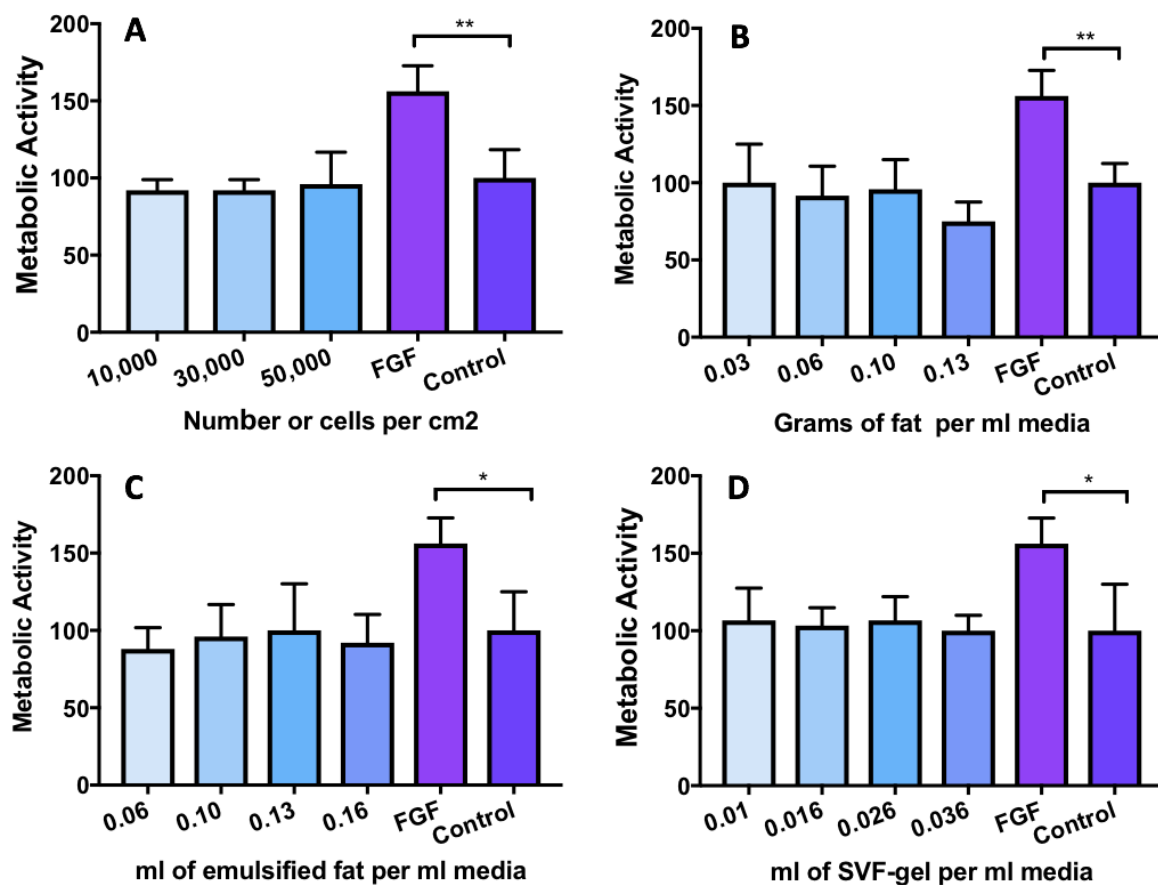 A
**
Metabolic Activity
200
150
100
50
0
10,000
30,000
50,000
FGF
Control
Number or cells per cm2
B
**
Metabolic Activity
200
150
100
50
0
0.03
0.06
0.10
0.13
FGF
Control
Grams of fat per ml media
C
*
Metabolic Activity
200
150
100
50
0
0.06
0.10
0.13
0.16
FGF
Control
ml of emulsified fat per ml media
D
*
Metabolic Activity
200
150
100
50
0
0.01
0.016
0.026
0.036
FGF
Control
ml of SVF-gel per ml media